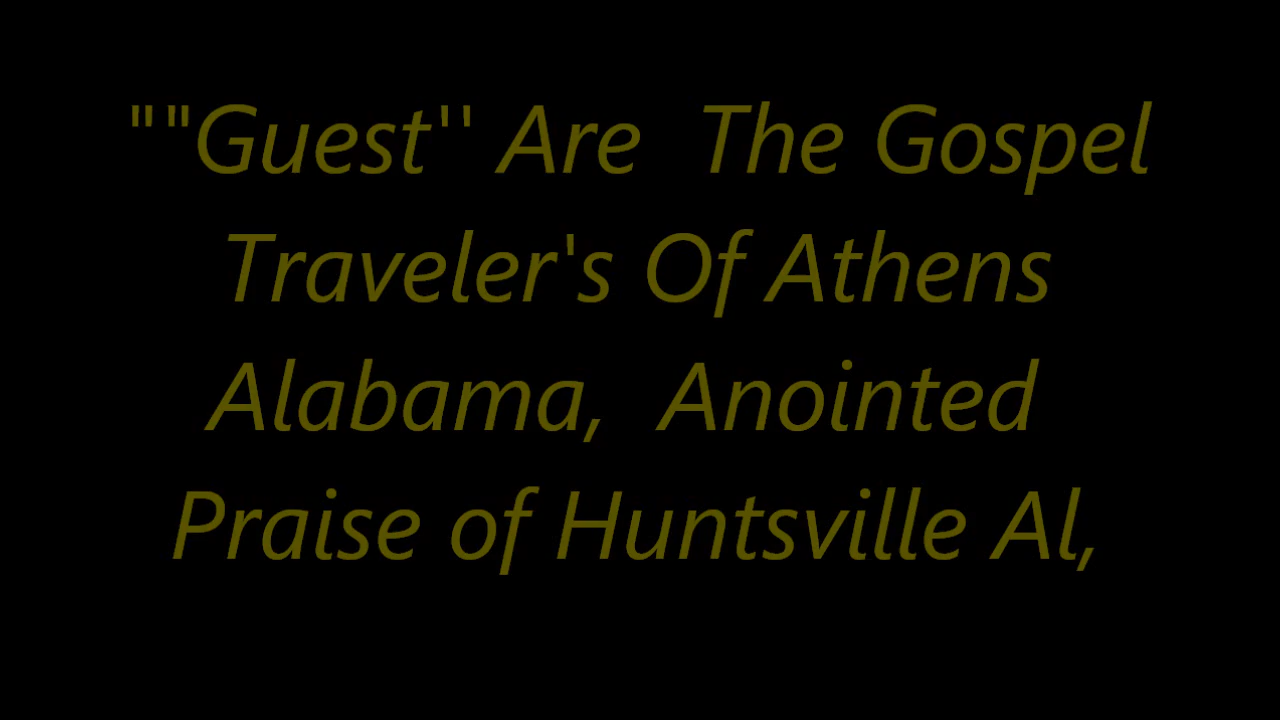 ""Guest'' Are  The Gospel
Traveler's Of Athens
Alabama,  Anointed
Praise of Huntsville Al,